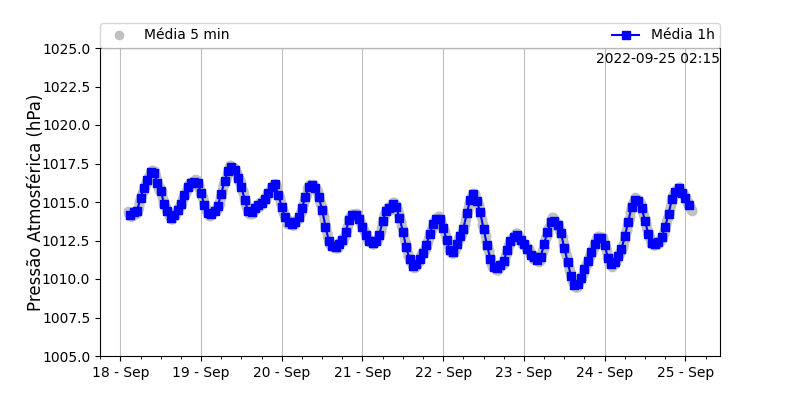 Média 5 min
Média 1h
2022-09-25 02:15
Pressão Atmosférica (hPa)
1025.0
1022.5
1020.0
1017.5
1015.0
1012.5
1010.0
1007.5
1005.0
18 - Sep
19 - Sep
20 - Sep
21 - Sep
22 - Sep
23 - Sep
24 - Sep
25 - Sep